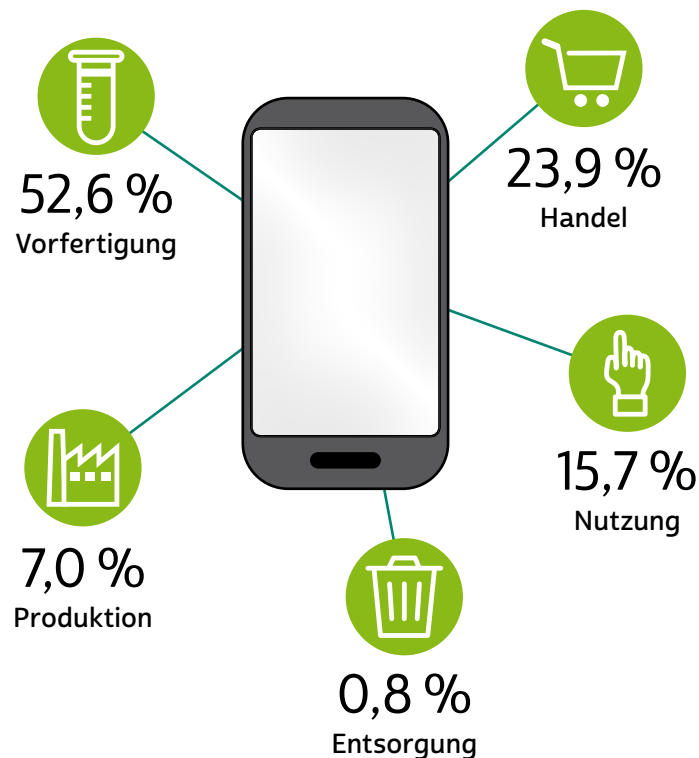 52,6 %
Vorfertigung
23,9 %
Handel
15,7 %
Nutzung
7,0 %
Produktion
0,8 %
Entsorgung